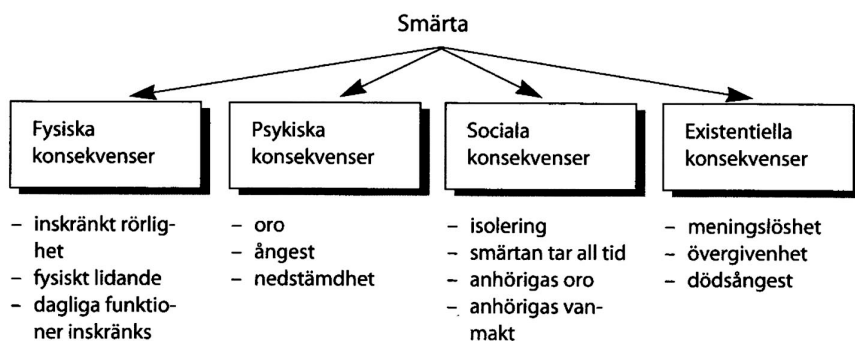 Smärta
Fysiska
konsekvenser
Psykiska
konsekvenser
Sociala
konsekvenser
Existentiella
konsekvenser
– inskränkt rörlig-
het
– fysiskt lidande
– dagliga funktio-
ner inskränks
– oro
– ångest
– nedstämdhet
– isolering
– smärtan tar all tid
– anhörigas oro
– anhörigas van-
makt
– meningslöshet
– övergivenhet
– dödsångest